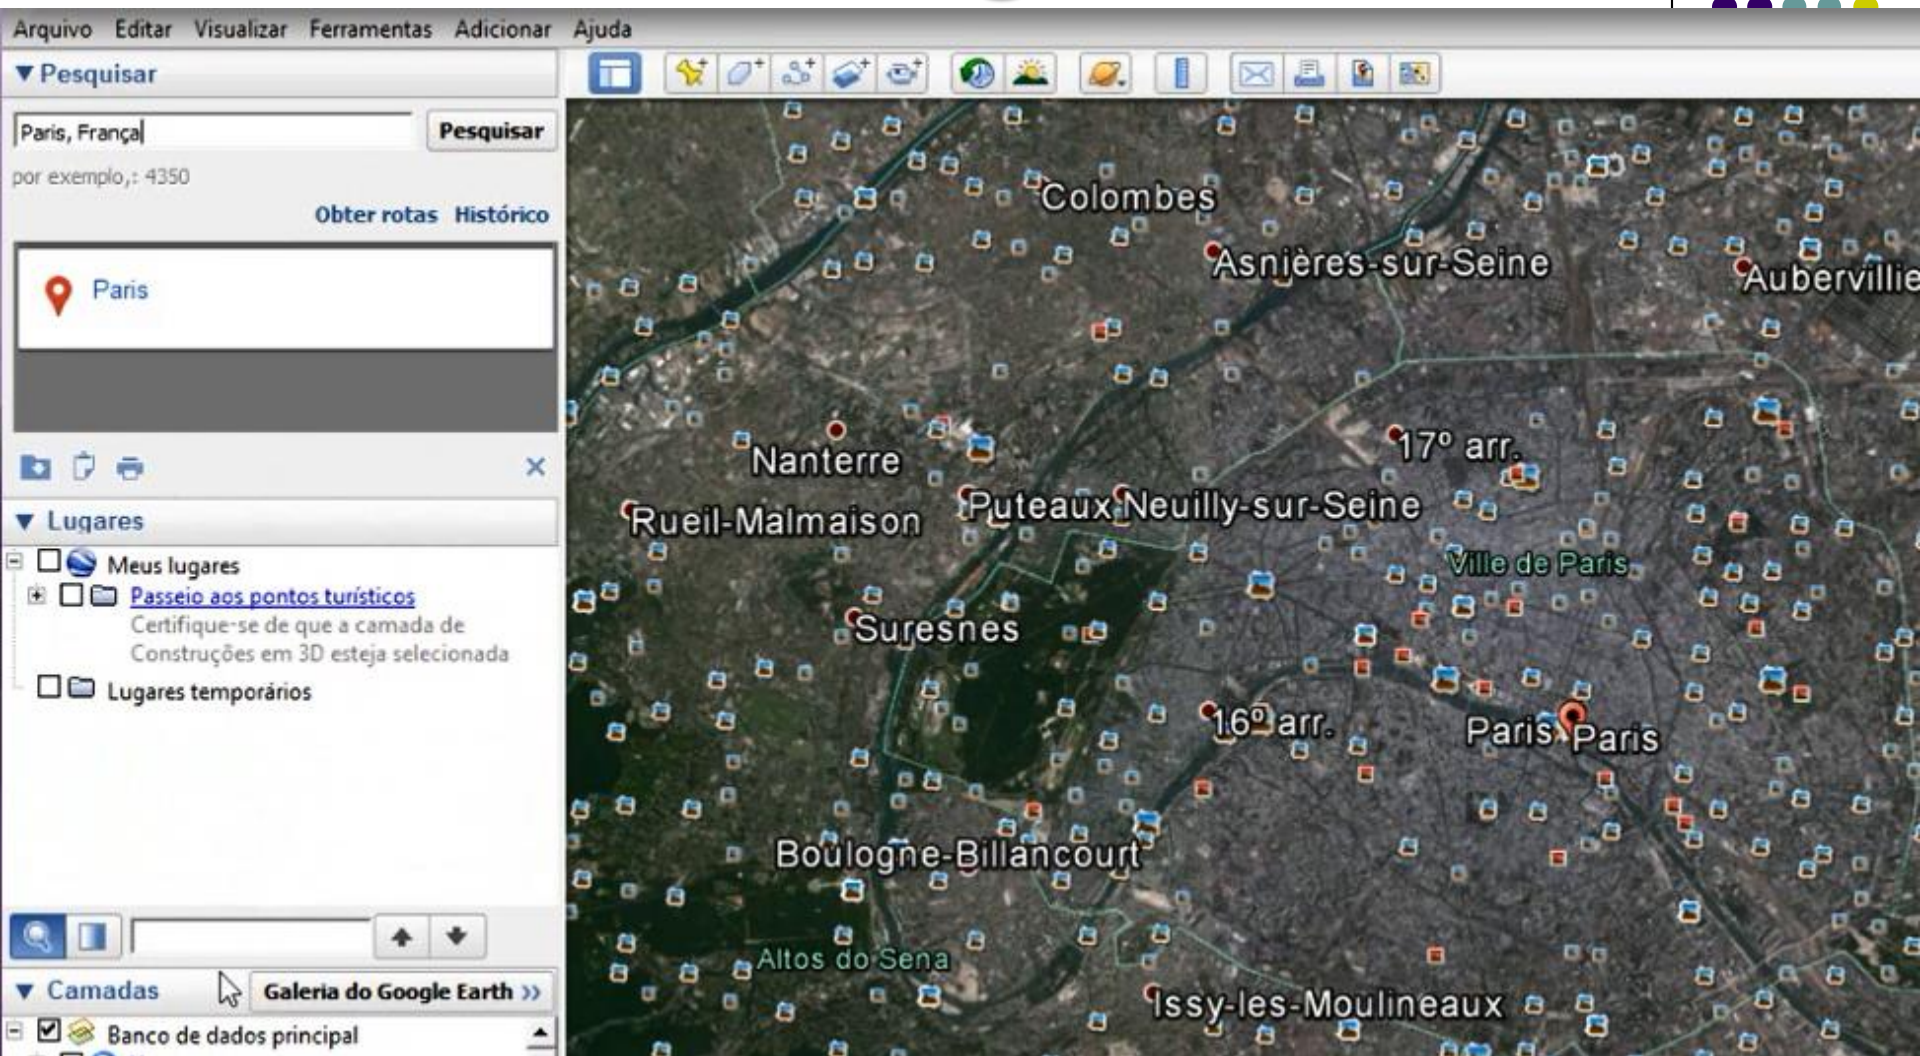 Arquivo Editar Visualizar Ferramentas Adicionar Ajuda
Pesquisar
Paris, França
Pesquisar
por exemplo,: 4350
Obter rotas Histórico
Paris
Lugares
Meus lugares
Passeio aos pontos turísticos
Certifique-se de que a camada de
Construções em 3D esteja selecionada
Lugares temporários
Camadas
Galeria do Google Earth >>
Banco de dados principal
Colombes
Asnières-sur-Seine
Aubervillie
Nanterre
17º arr.
Puteaux Neuilly-sur-Seine
Rueil-Malmaison
Ville de Paris
Suresnes
16º arr.
Paris Paris
Boulogne-Billancourt
Altos do Sena
Issy-les-Moulineaux